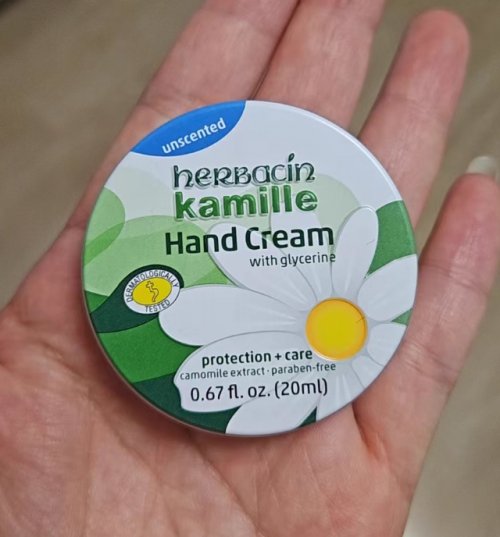 unscented
herbacin
kamille
Hand Cream
with glycerine
DERMATOLOGICALLY
TESTED
protection + care
camomile extract · paraben-free
0.67 fl. oz. (20ml)